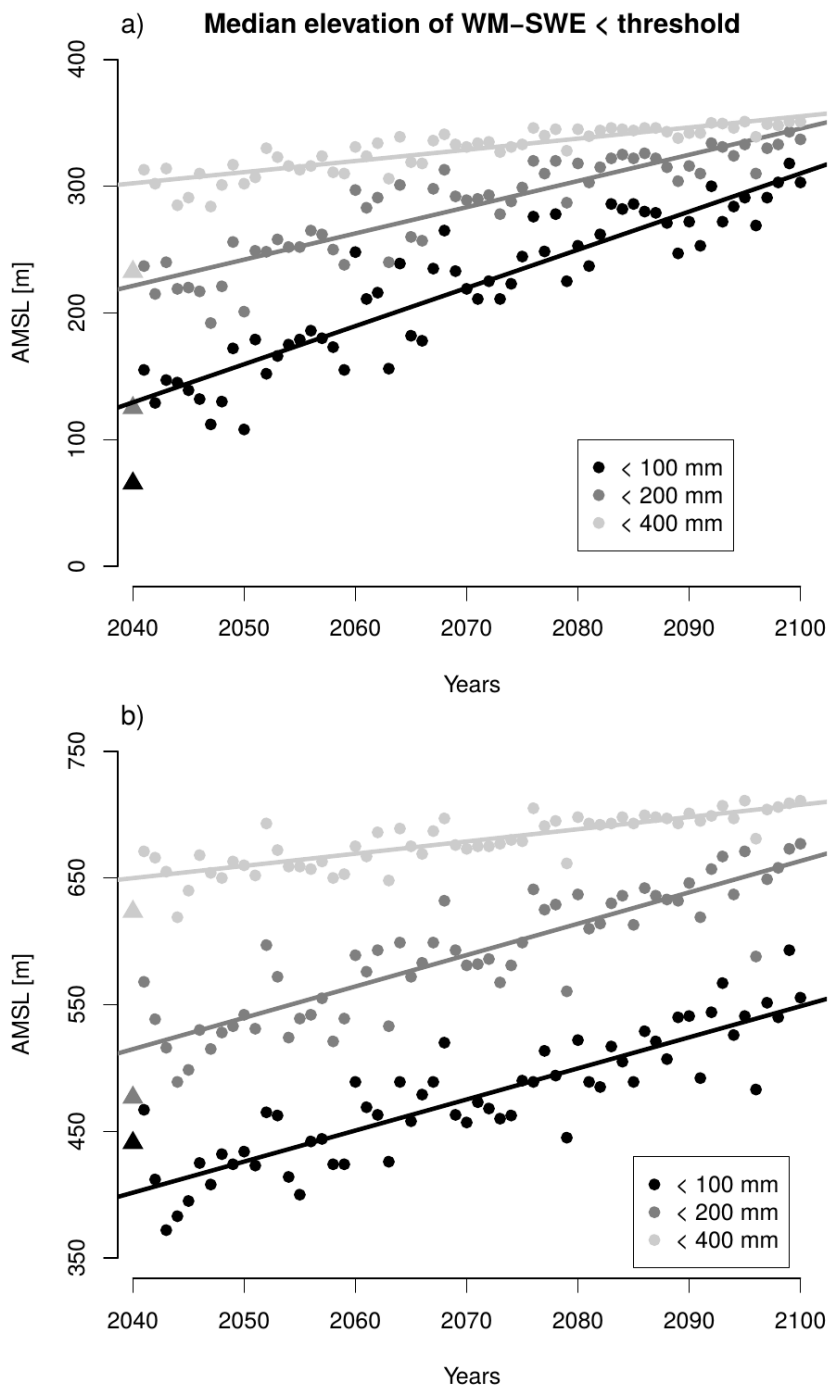 a) Median elevation of WM−SWE < threshold
400
300
200
100
0
AMSL [m]
< 100 mm
< 200 mm
< 400 mm
2040 2050 2060 2070 2080 2090 2100
Years
b)
750
650
550
450
350
AMSL [m]
< 100 mm
< 200 mm
< 400 mm
2040 2050 2060 2070 2080 2090 2100
Years